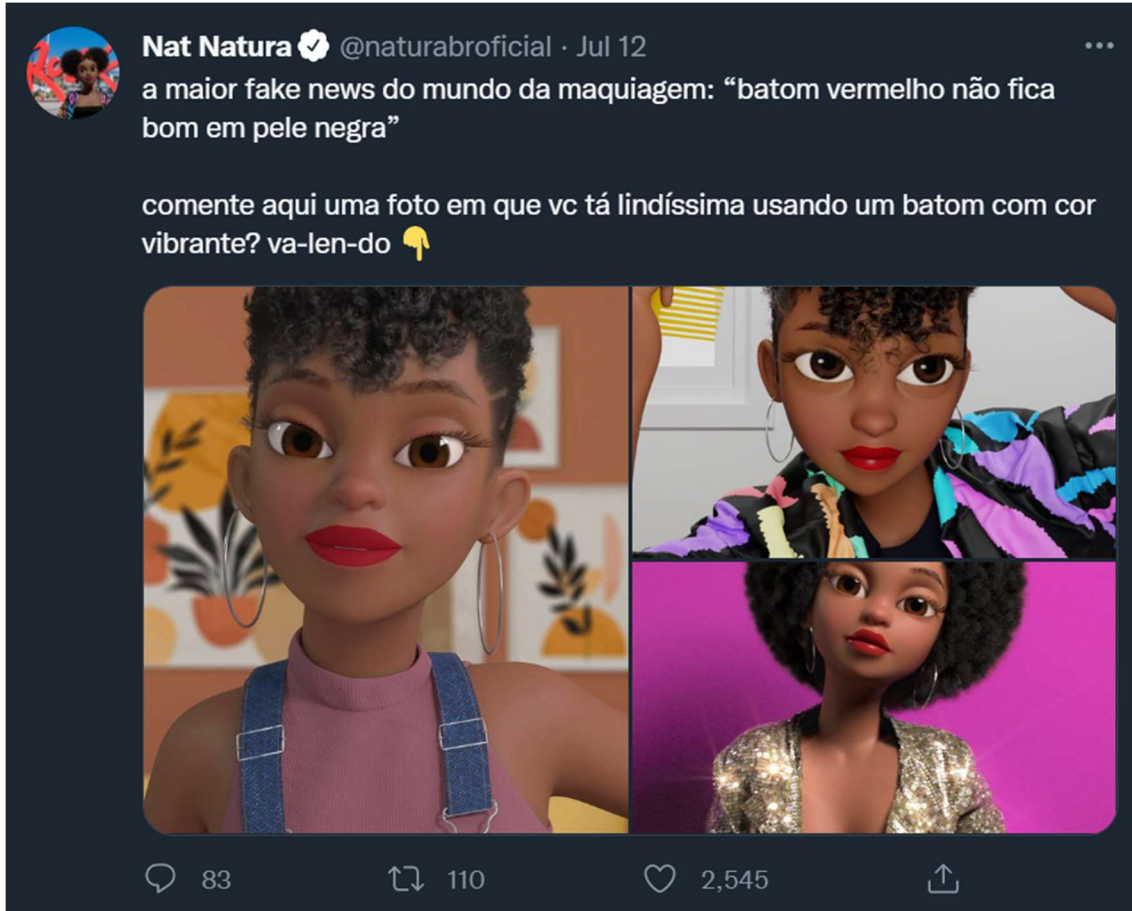 Nat Natura @naturabroficial · Jul 12
a maior fake news do mundo da maquiagem: “batom vermelho não fica
bom em pele negra”
comente aqui uma foto em que vc tá lindíssima usando um batom com cor
vibrante? va-len-do 👇
83 110 2,545